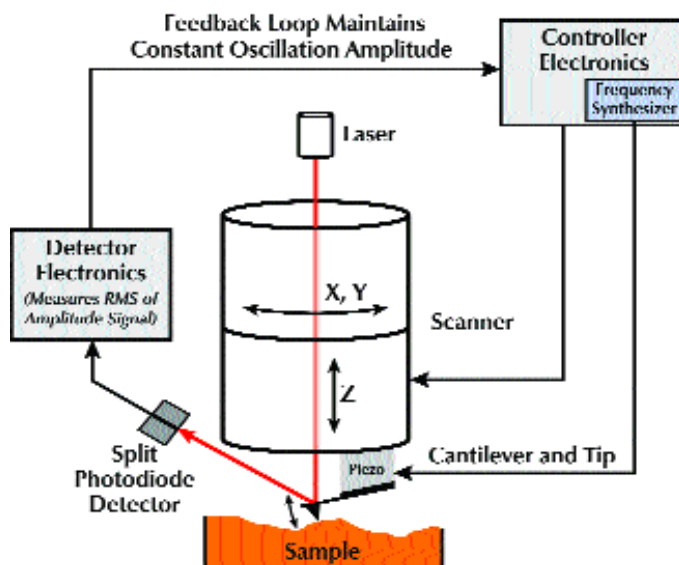 Feedback Loop Maintains
Constant Oscillation Amplitude
Controller
Electronics
Frequency
Synthesizer
Laser
Detector
Electronics
(Measures RMS of
Amplitude Signal)
X, Y
Scanner
Z
Split
Photodiode
Detector
Piezo
Cantilever and Tip
Sample